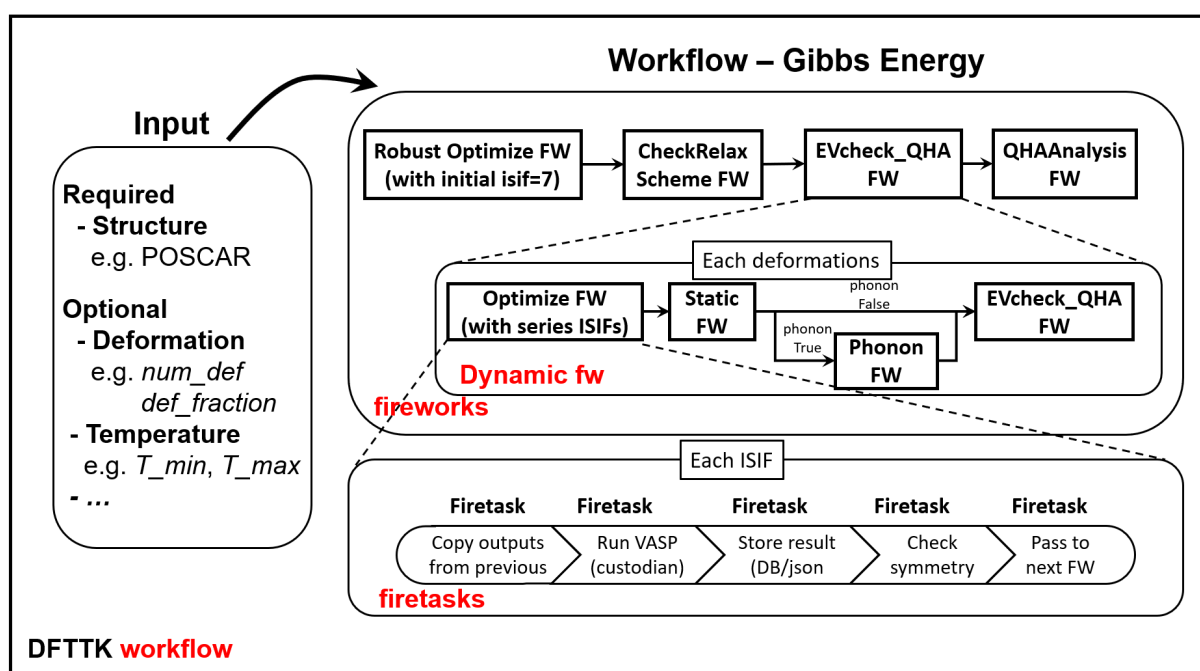 Workflow – Gibbs Energy
Input
Required
- Structure
e.g. POSCAR
Optional
- Deformation
e.g. num_def
def_fraction
- Temperature
e.g. T_min, T_max
- ...
Robust Optimize FW
(with initial isif=7)
CheckRelax
Scheme FW
EVcheck_QHA
FW
QHAAnalysis
FW
Each deformations
Optimize FW
(with series ISIFs)
Static
FW
phonon
False
phonon
True
Phonon
FW
EVcheck_QHA
FW
Dynamic fw
fireworks
Each ISIF
Firetask
Firetask
Firetask
Firetask
Firetask
Copy outputs
from previous
Run VASP
(custodian)
Store result
(DB/json
Check
symmetry
Pass to
next FW
firetasks
DFTTK workflow